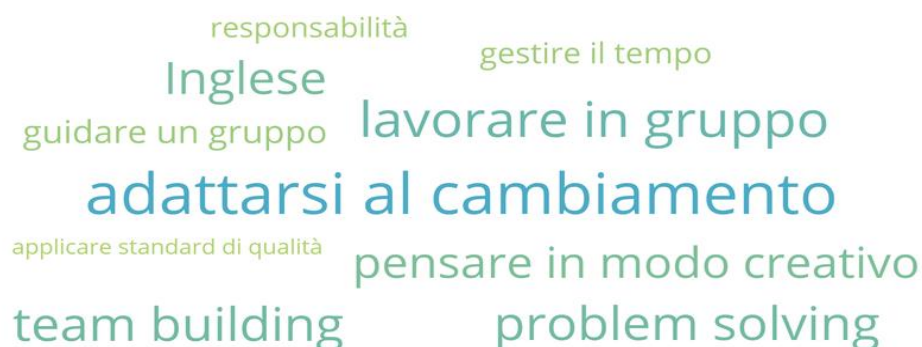 responsabilità
gestire il tempo
Inglese
lavorare in gruppo
guidare un gruppo
adattarsi al cambiamento
applicare standard di qualità
pensare in modo creativo
team building
problem solving